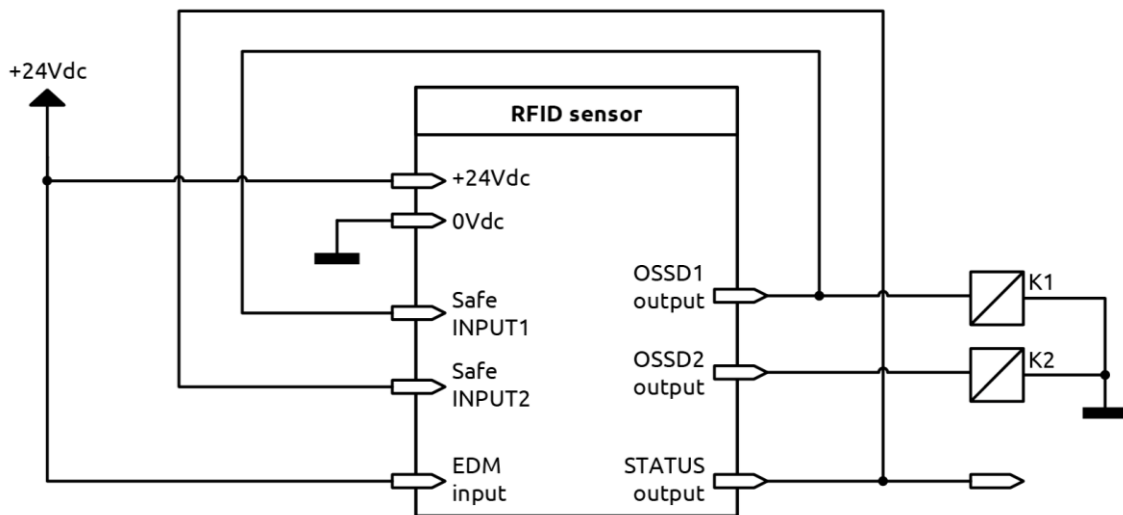 +24Vdc
RFID sensor
+24Vdc
0Vdc
Safe
INPUT1
Safe
INPUT2
EDM
input
OSSD1
output
OSSD2
output
STATUS
output
K1
K2